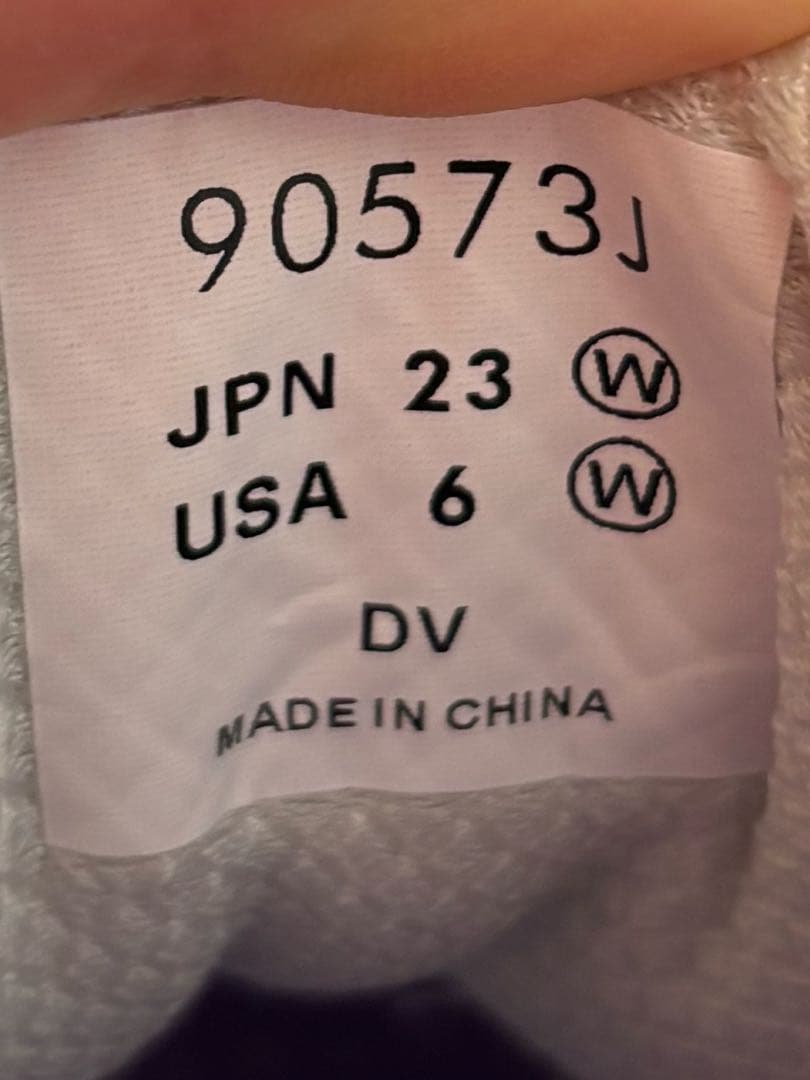 90573J
JPN 23 Ⓦ
USA 6 Ⓦ
DV
MADE IN CHINA